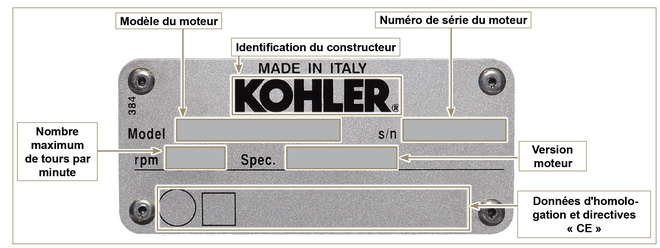 Modèle du moteur
Numéro de série du moteur
Identification du constructeur
MADE IN ITALY
KOHLER®
384
Model
s/n
Nombre
maximum
de tours par
minute
rpm
Spec.
Version
moteur
Données d'homolo-
gation et directives
« CE »